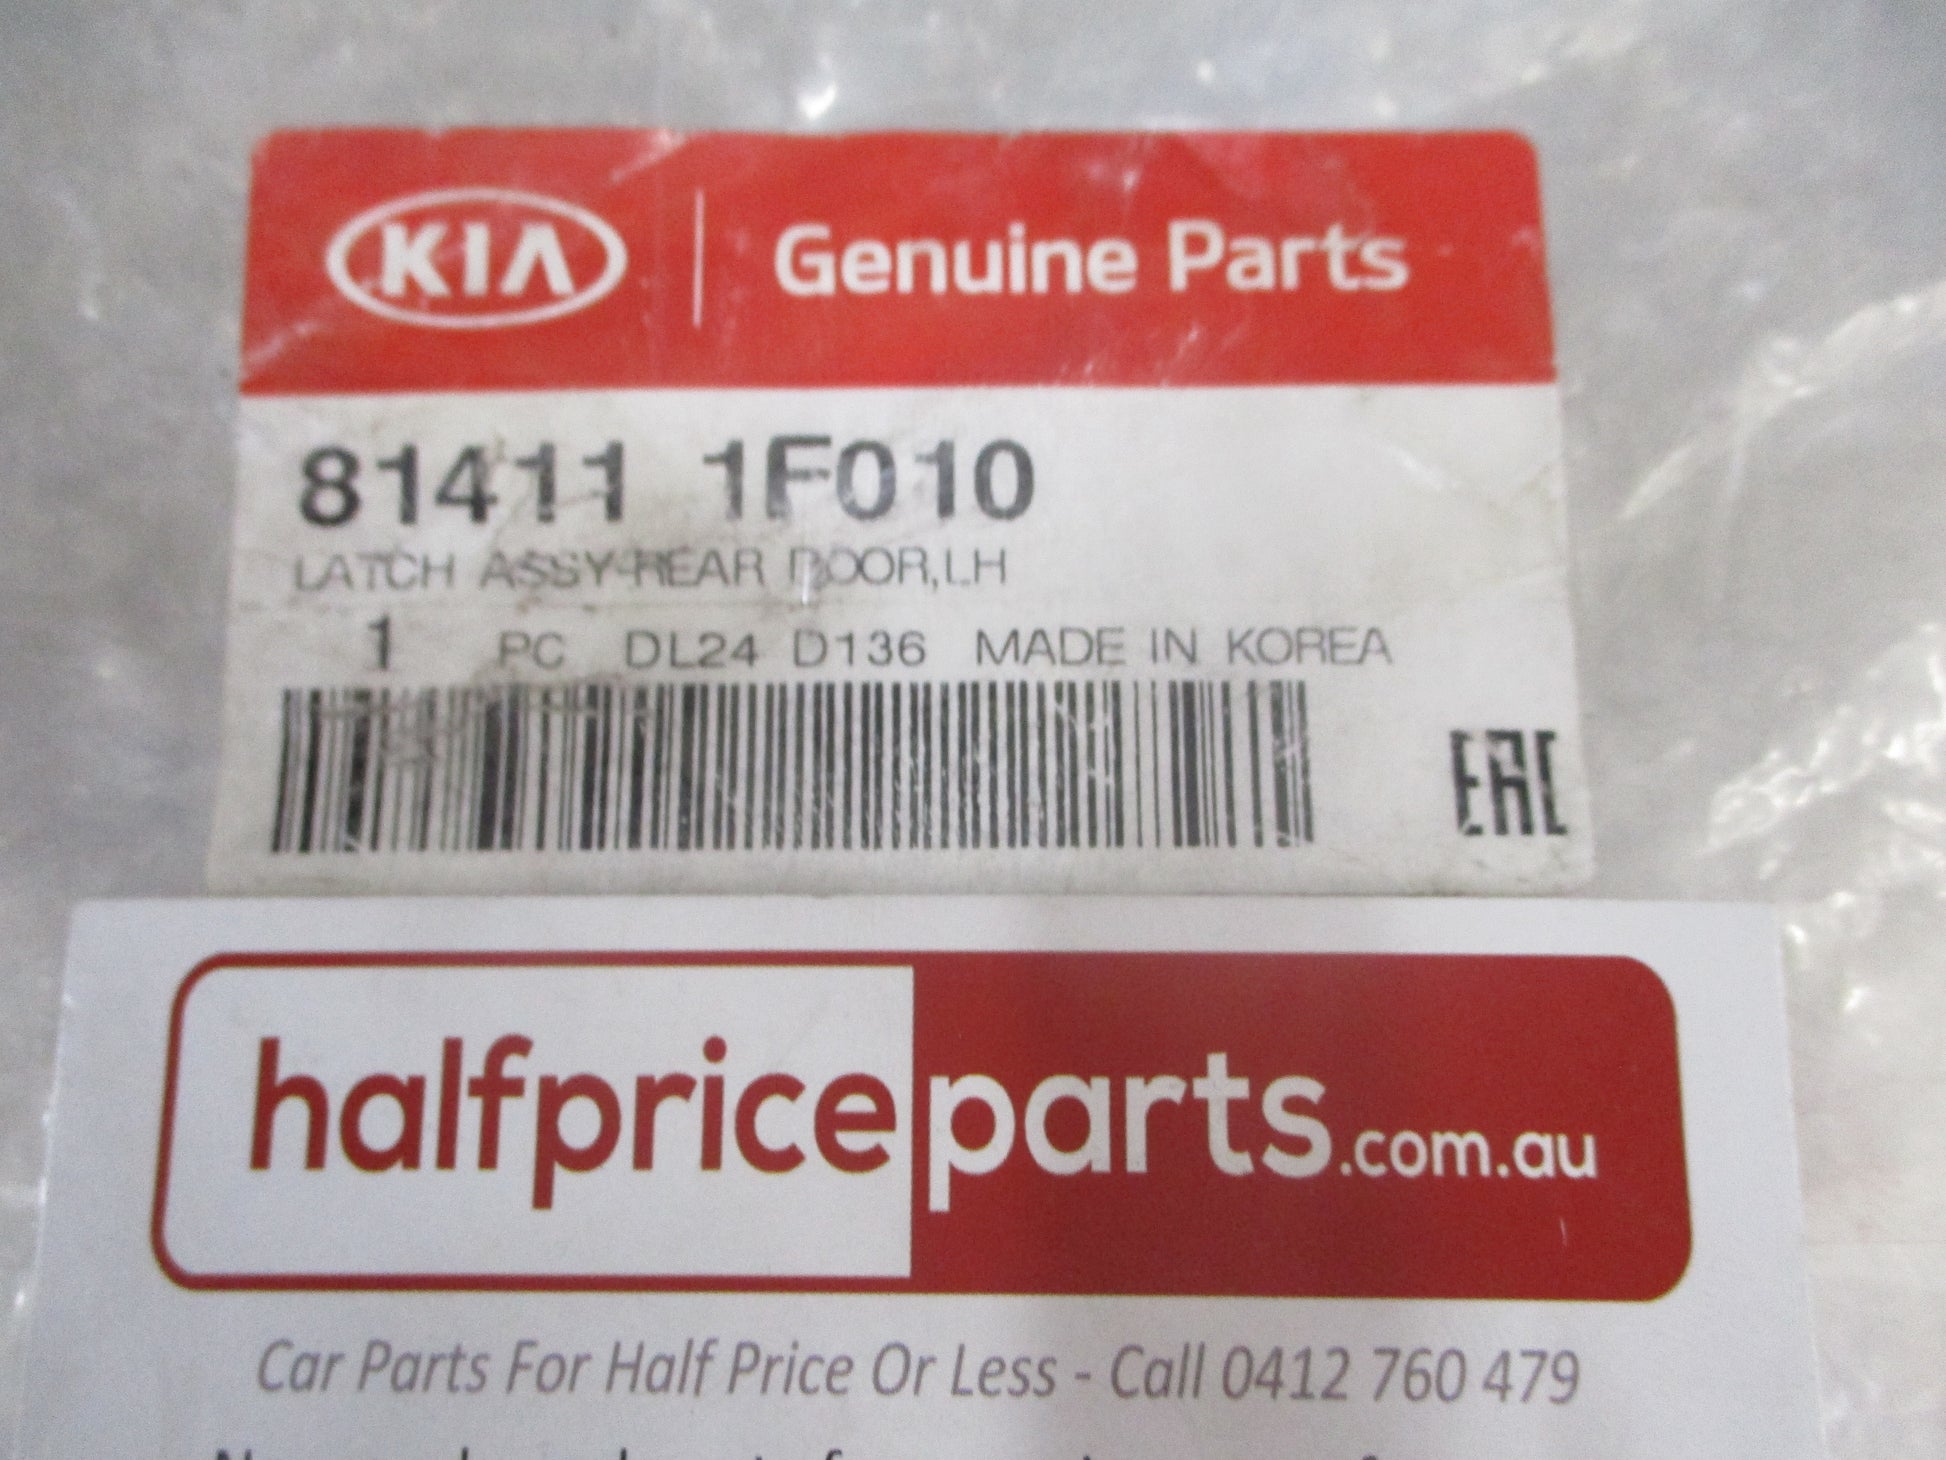 KIA Genuine Parts
81411 1F010
LATCH ASSY-REAR DOOR,LH
1 PC DL24 D136 MADE IN KOREA
EAC
halfpriceparts.com.au
Car Parts For Half Price Or Less - Call 0412 760 479